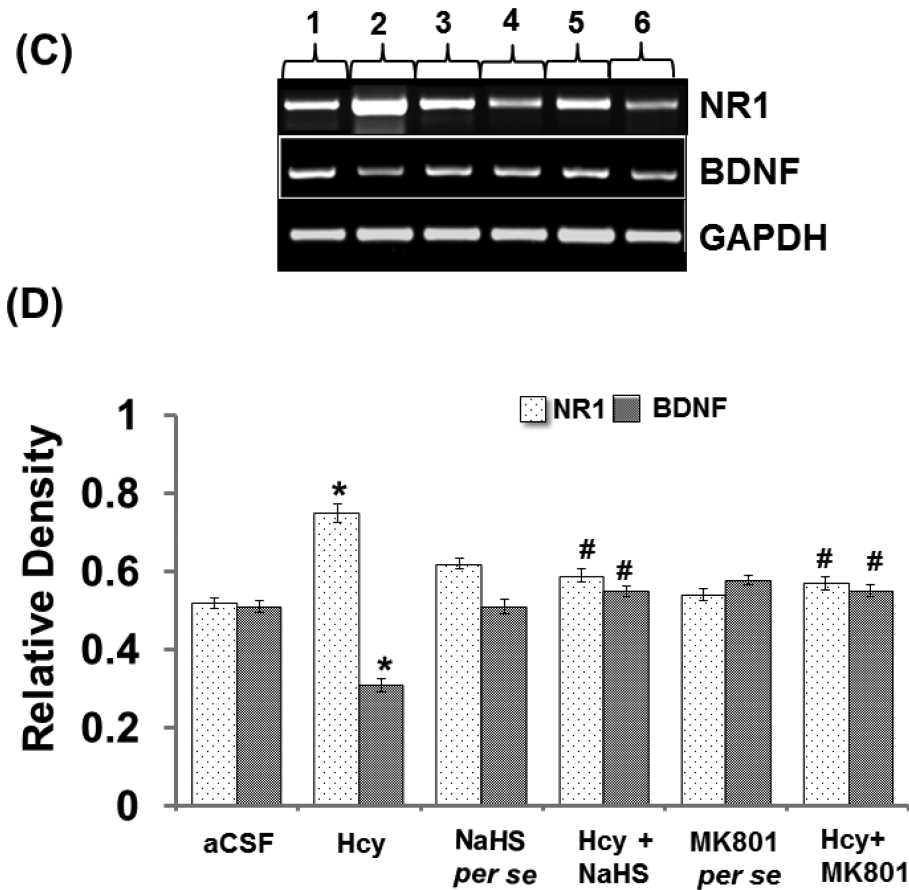 (C)
1 2 3 4 5 6
NR1
BDNF
GAPDH
(D)
1
NR1 BDNF
0.8
0.6
0.4
0.2
0
Relative Density
*
*
# #
# #
aCSF Hcy NaHS per se Hcy + NaHS MK801 per se Hcy+ MK801